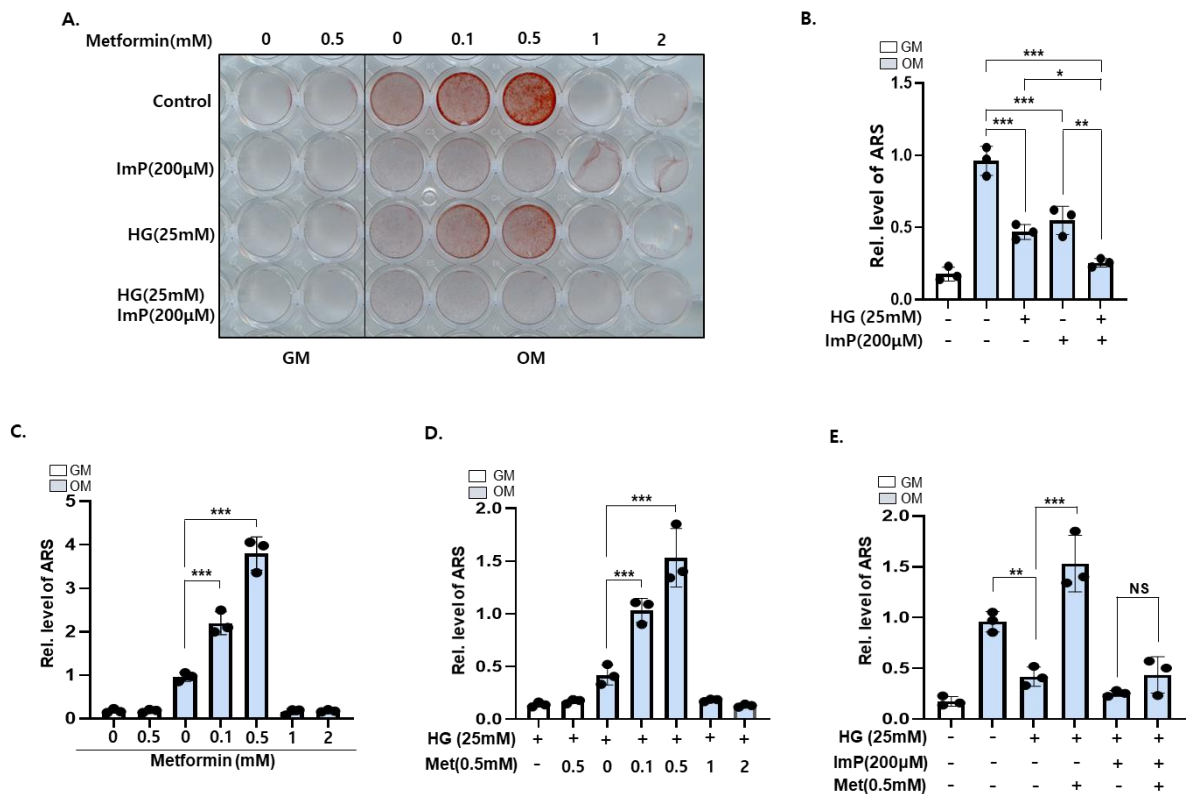 A.
Metformin(mM) 0 0.5 0 0.1 0.5 1 2
Control
ImP(200μM)
HG(25mM)
HG(25mM)
ImP(200μM)
GM OM
B.
GM
OM
Rel. level of ARS
1.5
1.0
0.5
0.0
***
*
***
*** **
HG (25mM) - - + - +
ImP(200μM) - - - + +
C.
GM
OM
Rel. level of ARS
5
4
3
2
1
0
***
***
0 0.5 0 0.1 0.5 1 2
Metformin (mM)
D.
GM
OM
Rel. level of ARS
2.0
1.5
1.0
0.5
0.0
***
***
HG (25mM) + + + + + + +
Met(0.5mM) - 0.5 0 0.1 0.5 1 2
E.
GM
OM
Rel. level of ARS
2.0
1.5
1.0
0.5
0.0
***
**
NS
HG (25mM) - - + + + +
ImP(200μM) - - - - + +
Met(0.5mM) - - - + - +